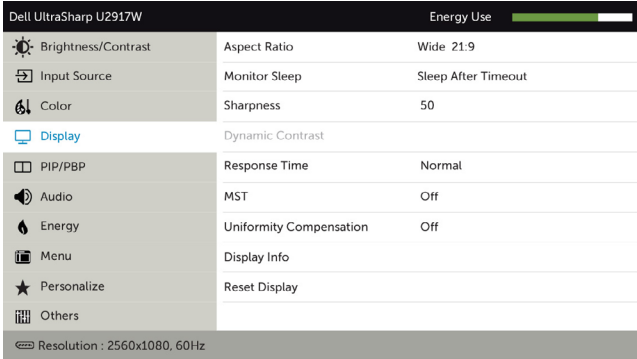 Dell UltraSharp U2917W Energy Use
Brightness/Contrast Aspect Ratio Wide 21:9
Input Source Monitor Sleep Sleep After Timeout
Color Sharpness 50
Display Dynamic Contrast
PIP/PBP Response Time Normal
Audio MST Off
Energy Uniformity Compensation Off
Menu Display Info
Personalize Reset Display
Others
Resolution : 2560x1080, 60Hz